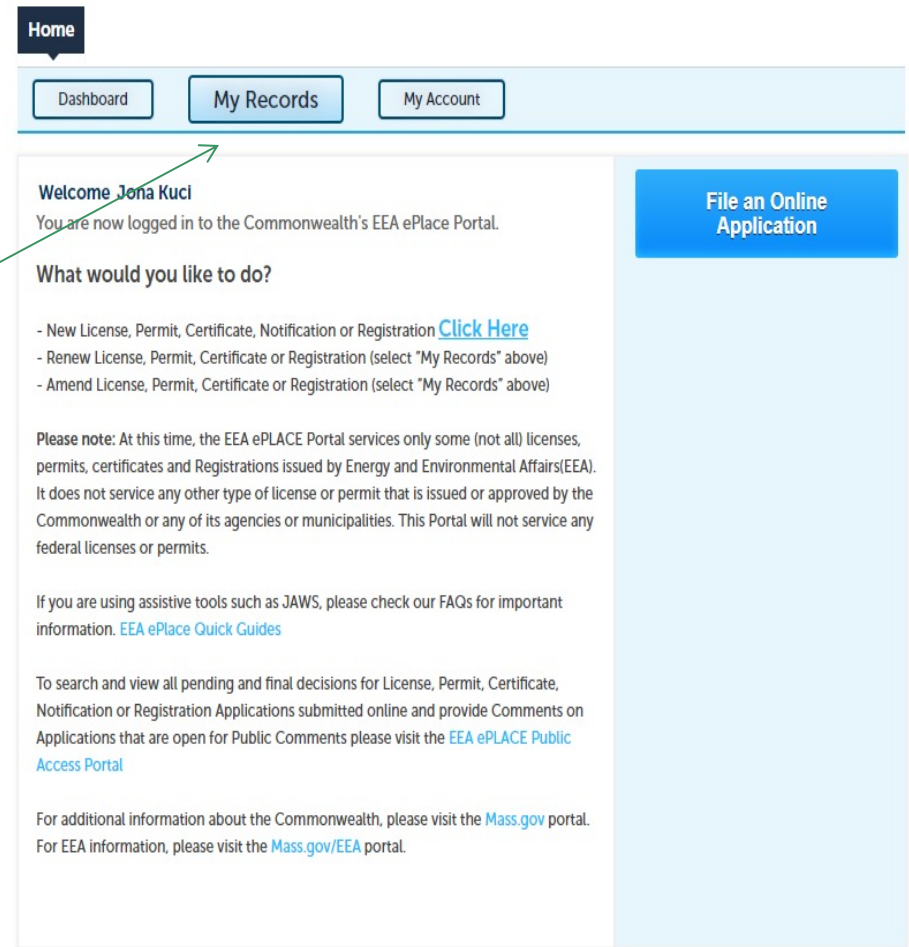 Home
Dashboard My Records My Account
Welcome Jona Kuci
You are now logged in to the Commonwealth's EEA ePlace Portal.
What would you like to do?
- New License, Permit, Certificate, Notification or Registration Click Here
- Renew License, Permit, Certificate or Registration (select "My Records" above)
- Amend License, Permit, Certificate or Registration (select "My Records" above)
Please note: At this time, the EEA ePLACE Portal services only some (not all) licenses,
permits, certificates and Registrations issued by Energy and Environmental Affairs(EEA).
It does not service any other type of license or permit that is issued or approved by the
Commonwealth or any of its agencies or municipalities. This Portal will not service any
federal licenses or permits.
If you are using assistive tools such as JAWS, please check our FAQs for important
information. EEA ePlace Quick Guides
To search and view all pending and final decisions for License, Permit, Certificate,
Notification or Registration Applications submitted online and provide Comments on
Applications that are open for Public Comments please visit the EEA ePLACE Public
Access Portal
For additional information about the Commonwealth, please visit the Mass.gov portal.
For EEA information, please visit the Mass.gov/EEA portal.
File an Online
Application